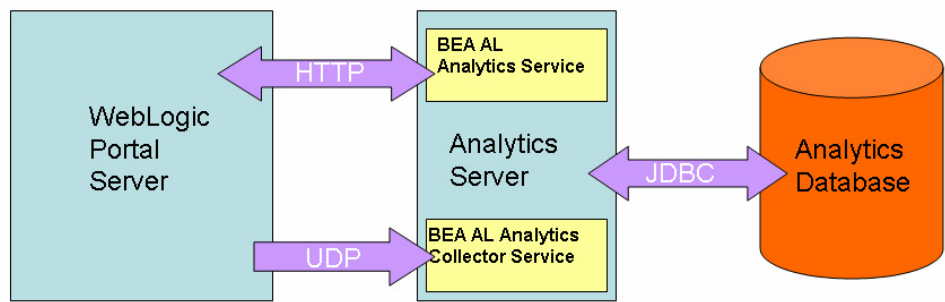 WebLogic
Portal
Server
HTTP
UDP
BEA AL
Analytics Service
Analytics
Server
BEA AL Analytics
Collector Service
JDBC
Analytics
Database